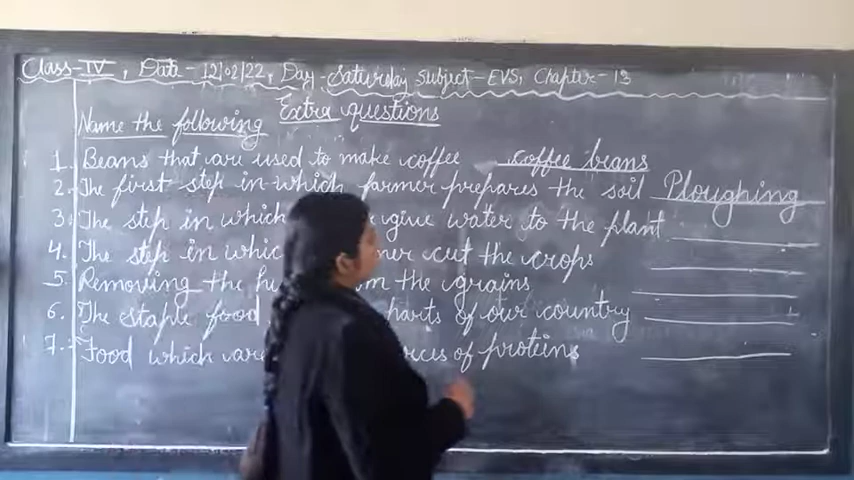 Class-IV, Date-12/02/22, Day-Saturday, Subject-EVS, Chapter-13
Extra questions
Name the following
1. Beans that are used to make coffee coffee beans
2. The first step in which farmer prepares the soil Ploughing
3. The step in which give water to the plant
4. The step in cut the crops
5. Removing the the grains
6. The staple food of our country
7. Food which are of proteins